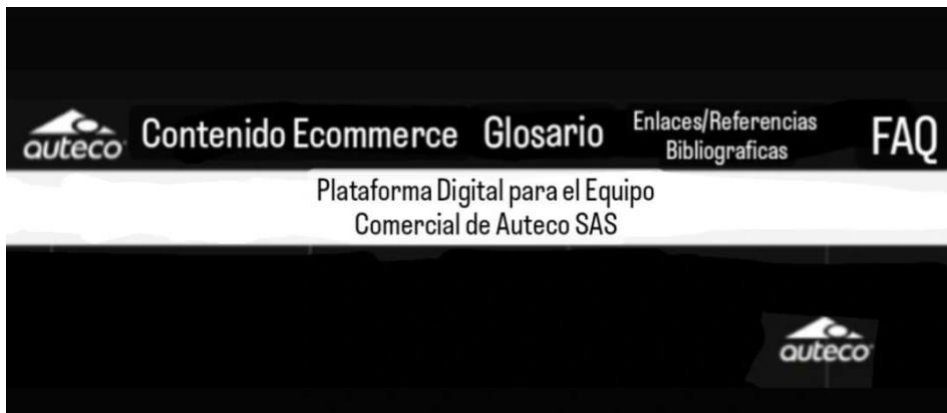 auteco
Contenido Ecommerce
Glosario
Enlaces/Referencias
Bibliograficas
FAQ
Plataforma Digital para el Equipo
Comercial de Auteco SAS
auteco